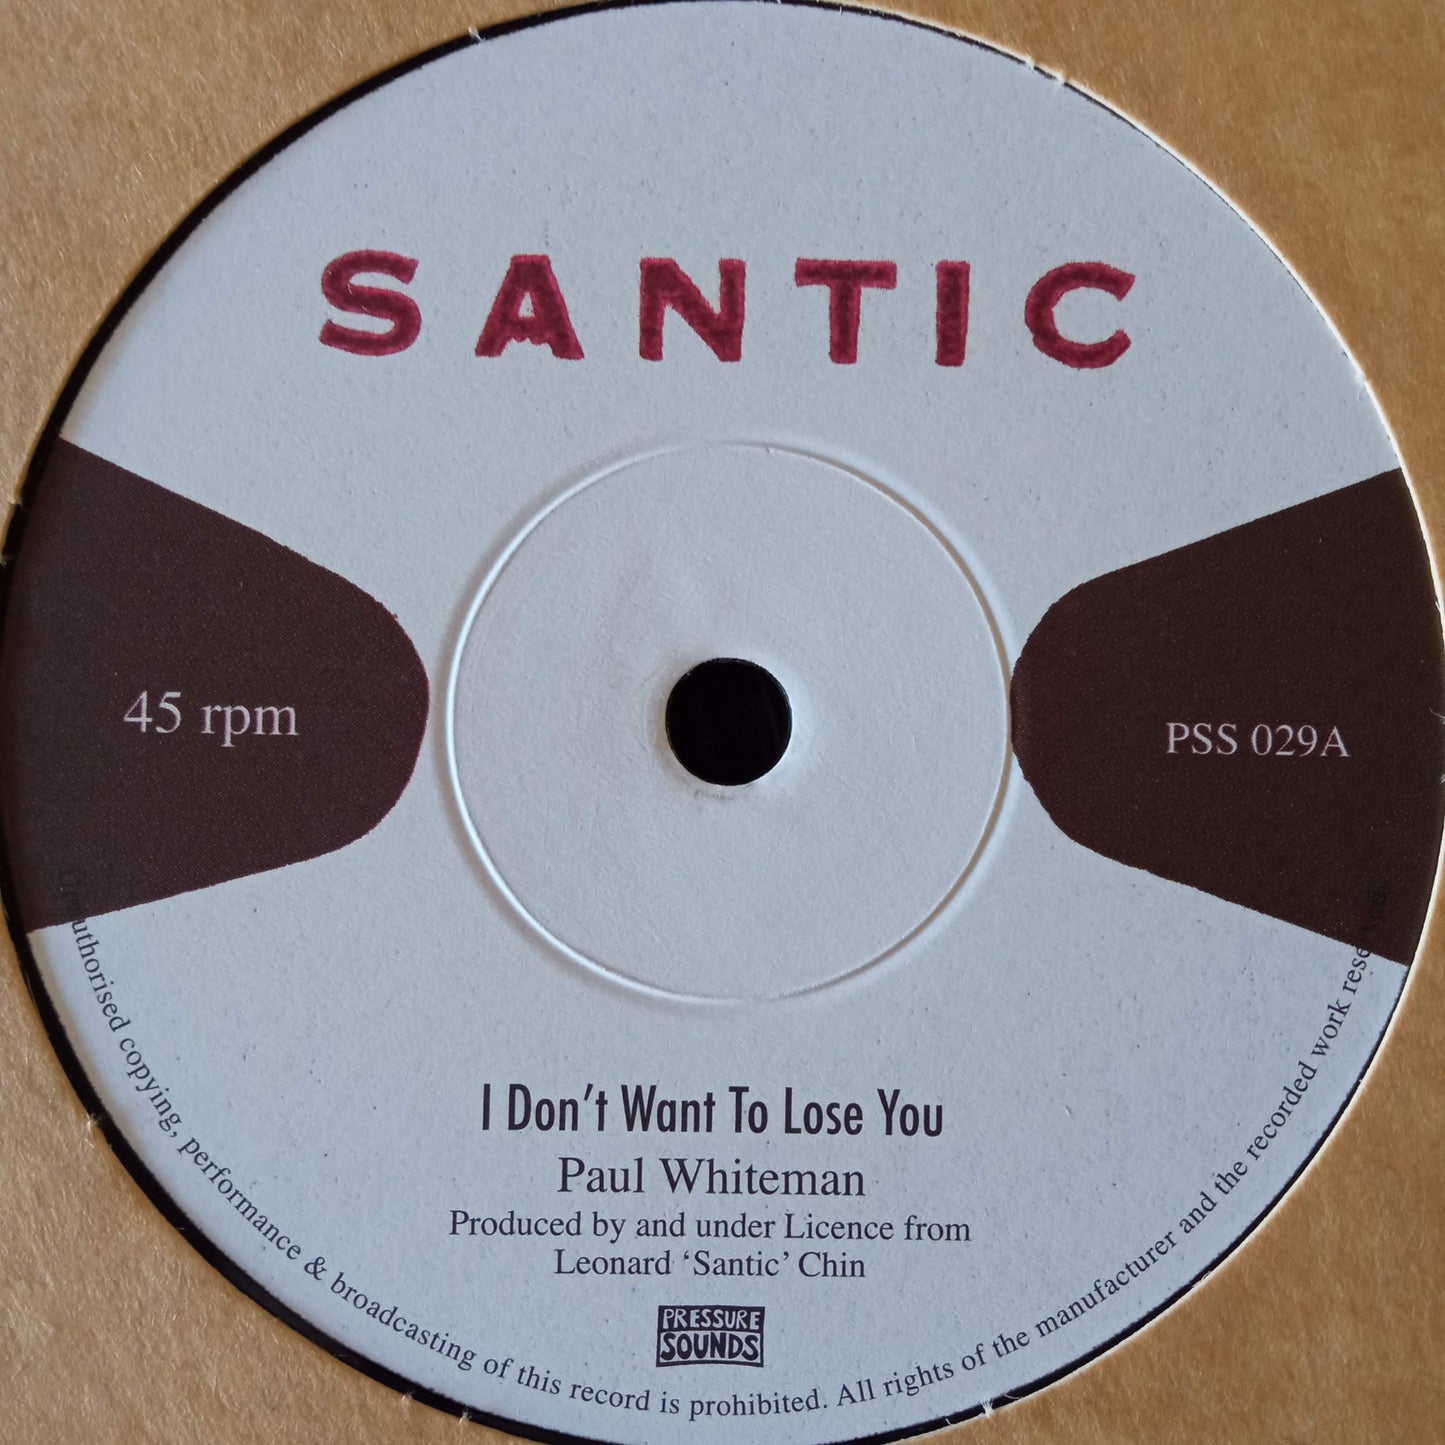 SANTIC
45 rpm
PSS 029A
I Don't Want To Lose You
Paul Whiteman
Produced by and under Licence from
Leonard ‘Santic’ Chin
PRESSURE
SOUNDS
Unauthorised copying, performance & broadcasting of this record is prohibited. All rights of the manufacturer and the recorded work reserved.